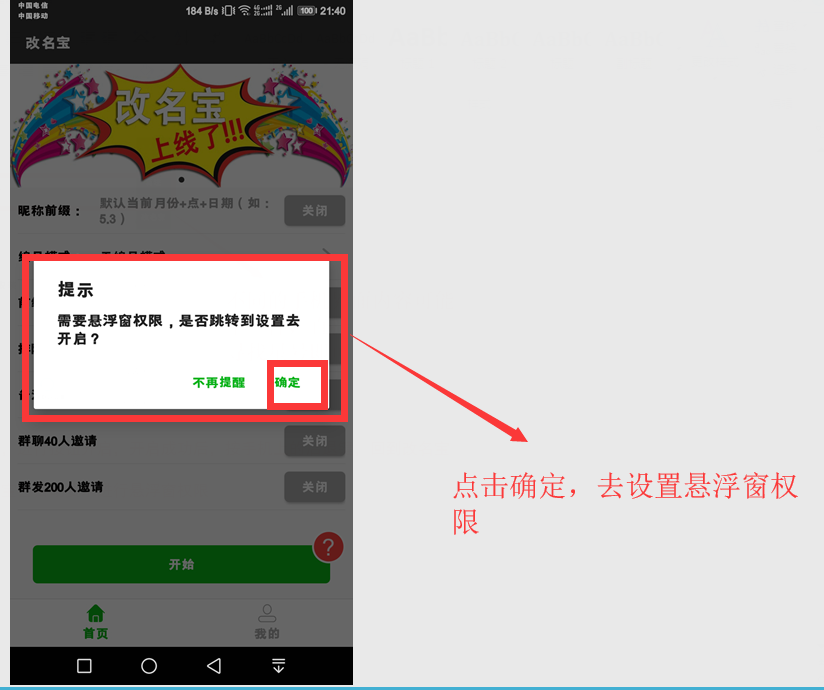 中国电信
中国移动
184 B/s
4G
2G
2G
100
21:40
改名宝
改名宝
上线了!!!
昵称前缀：
默认当前月份+点+日期（如：
5.3）
关闭
提示
需要悬浮窗权限，是否跳转到设置去
开启？
不再提醒
确定
群聊40人邀请
关闭
群发200人邀请
关闭
?
开始
首页
我的
点击确定，去设置悬浮窗权
限